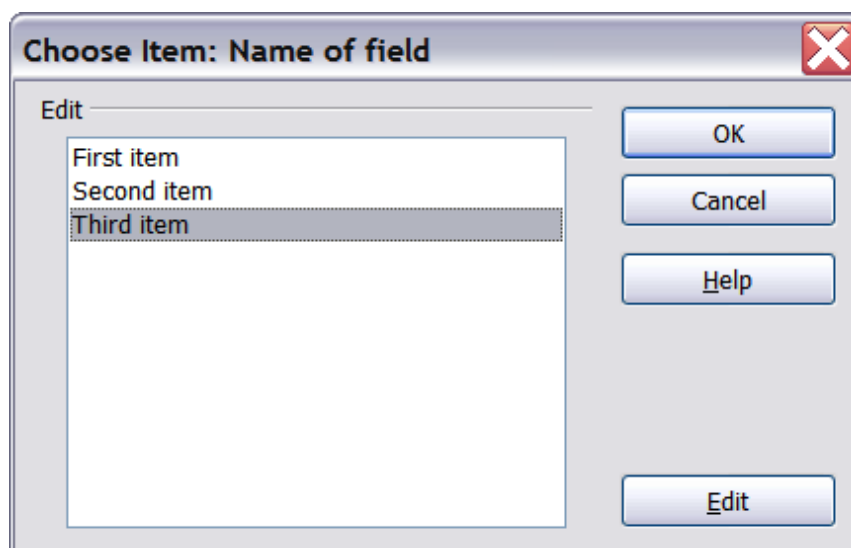 Choose Item: Name of field
Edit
First item
Second item
Third item
OK
Cancel
Help
Edit